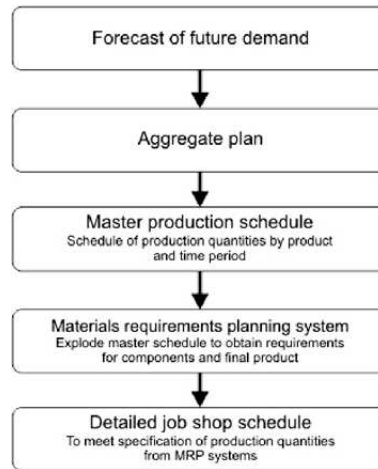 Forecast of future demand
Aggregate plan
Master production schedule
Schedule of production quantities by product
and time period
Materials requirements planning system
Explode master schedule to obtain requirements
for components and final product
Detailed job shop schedule
To meet specification of production quantities
from MRP systems